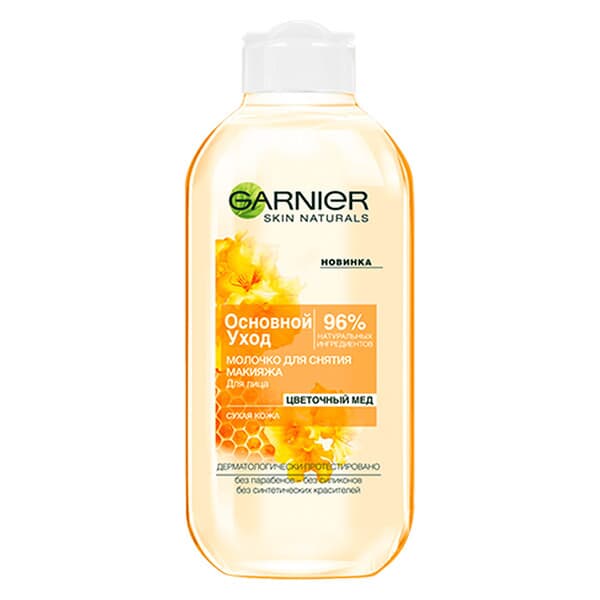 GARNIER
SKIN NATURALS
НОВИНКА
Основной
Уход
96%
НАТУРАЛЬНЫХ
ИНГРЕДИЕНТОВ
МОЛОЧКО ДЛЯ СНЯТИЯ
МАКИЯЖА
Для лица
ЦВЕТОЧНЫЙ МЕД
СУХАЯ КОЖА
ДЕРМАТОЛОГИЧЕСКИ ПРОТЕСТИРОВАНО
без парабенов – без силиконов
без синтетических красителей